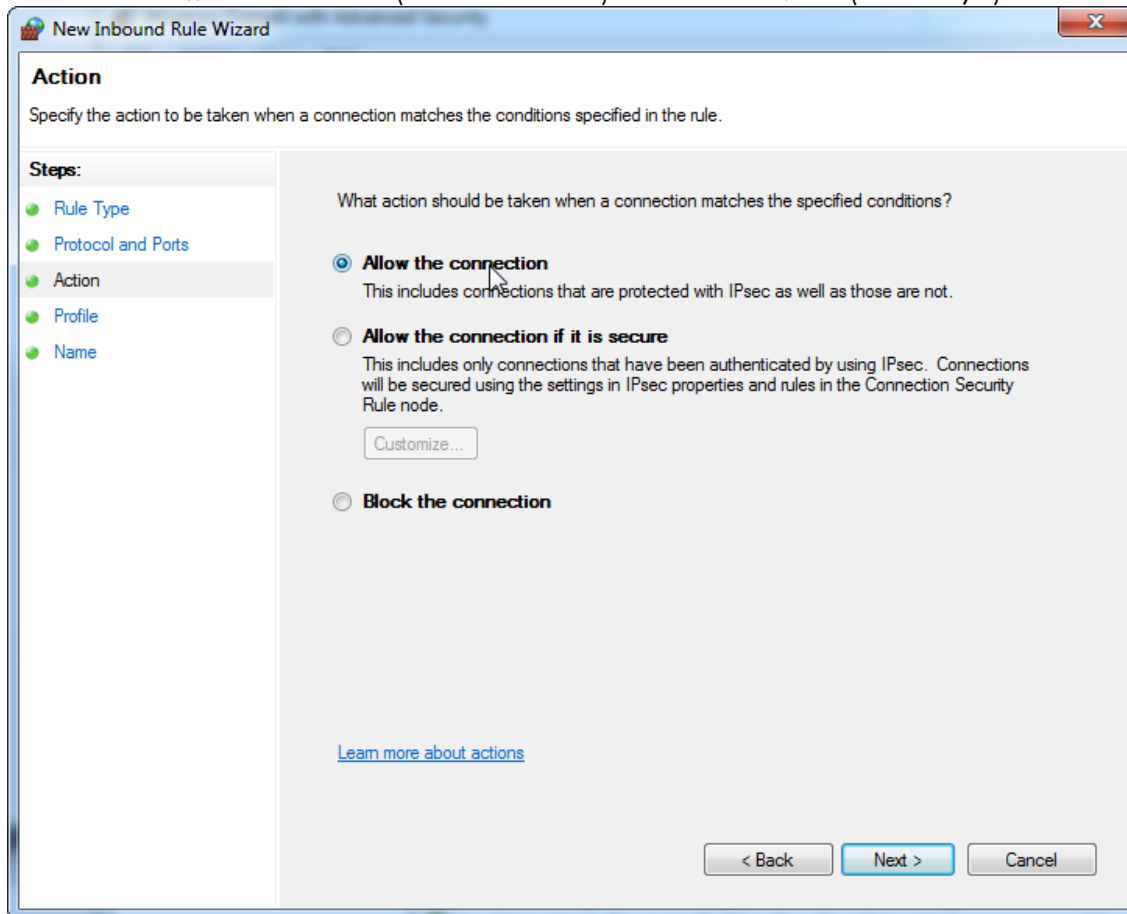 New Inbound Rule Wizard
Action
Specify the action to be taken when a connection matches the conditions specified in the rule.
Steps:
Rule Type
Protocol and Ports
Action
Profile
Name
What action should be taken when a connection matches the specified conditions?
Allow the connection
This includes connections that are protected with IPsec as well as those are not.
Allow the connection if it is secure
This includes only connections that have been authenticated by using IPsec. Connections
will be secured using the settings in IPsec properties and rules in the Connection Security
Rule node.
Customize...
Block the connection
Learn more about actions
< Back
Next >
Cancel